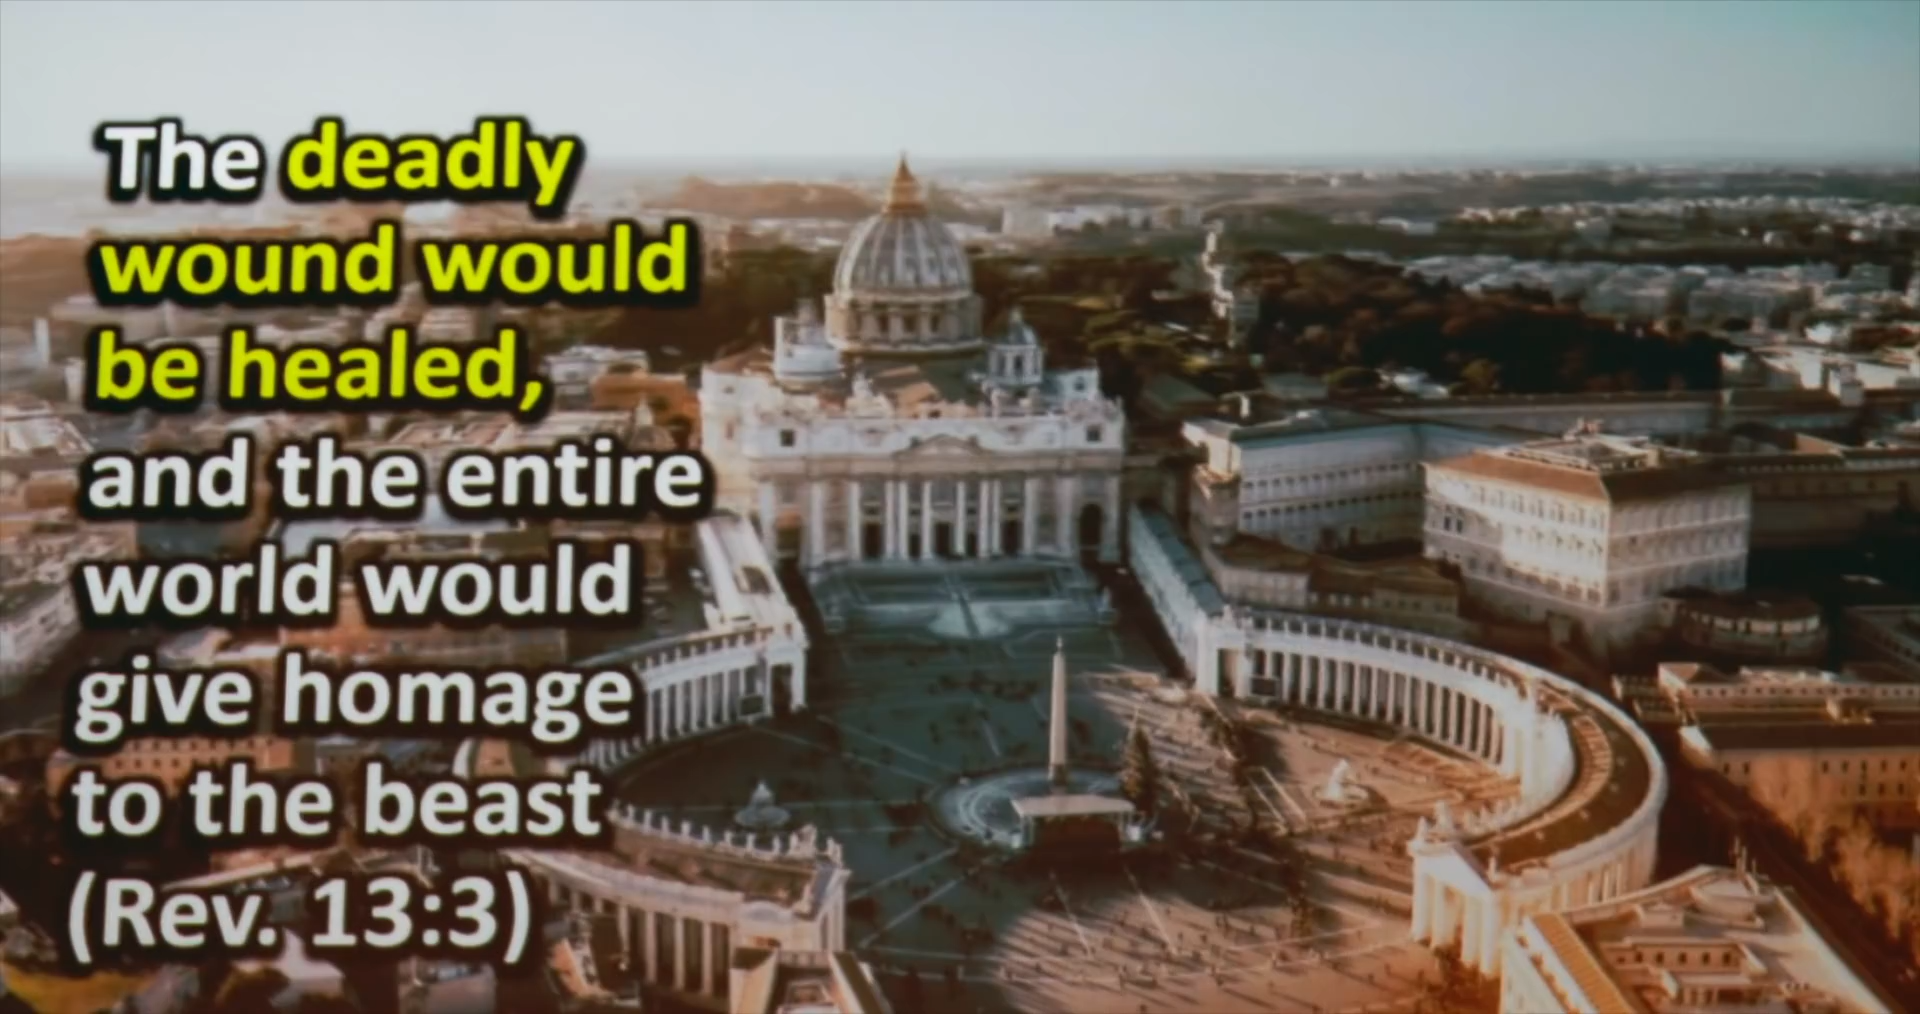 The deadly
wound would
be healed,
and the entire
world would
give homage
to the beast
(Rev. 13:3)